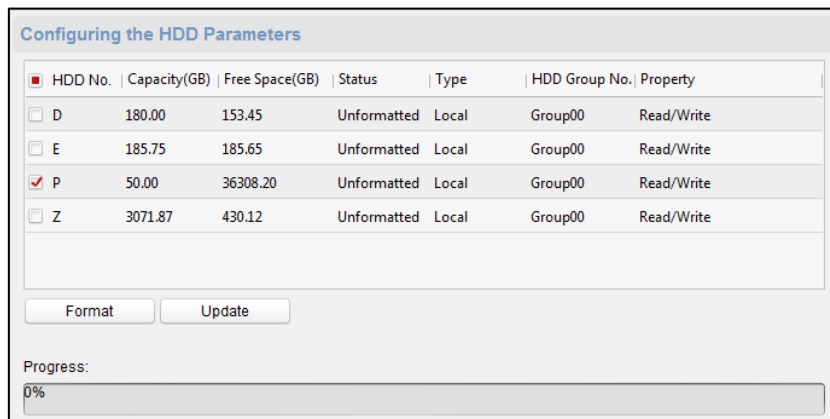 Configuring the HDD Parameters
HDD No. Capacity(GB) Free Space(GB) Status Type HDD Group No. Property
D 180.00 153.45 Unformatted Local Group00 Read/Write
E 185.75 185.65 Unformatted Local Group00 Read/Write
P 50.00 36308.20 Unformatted Local Group00 Read/Write
Z 3071.87 430.12 Unformatted Local Group00 Read/Write
Format Update
Progress:
0%